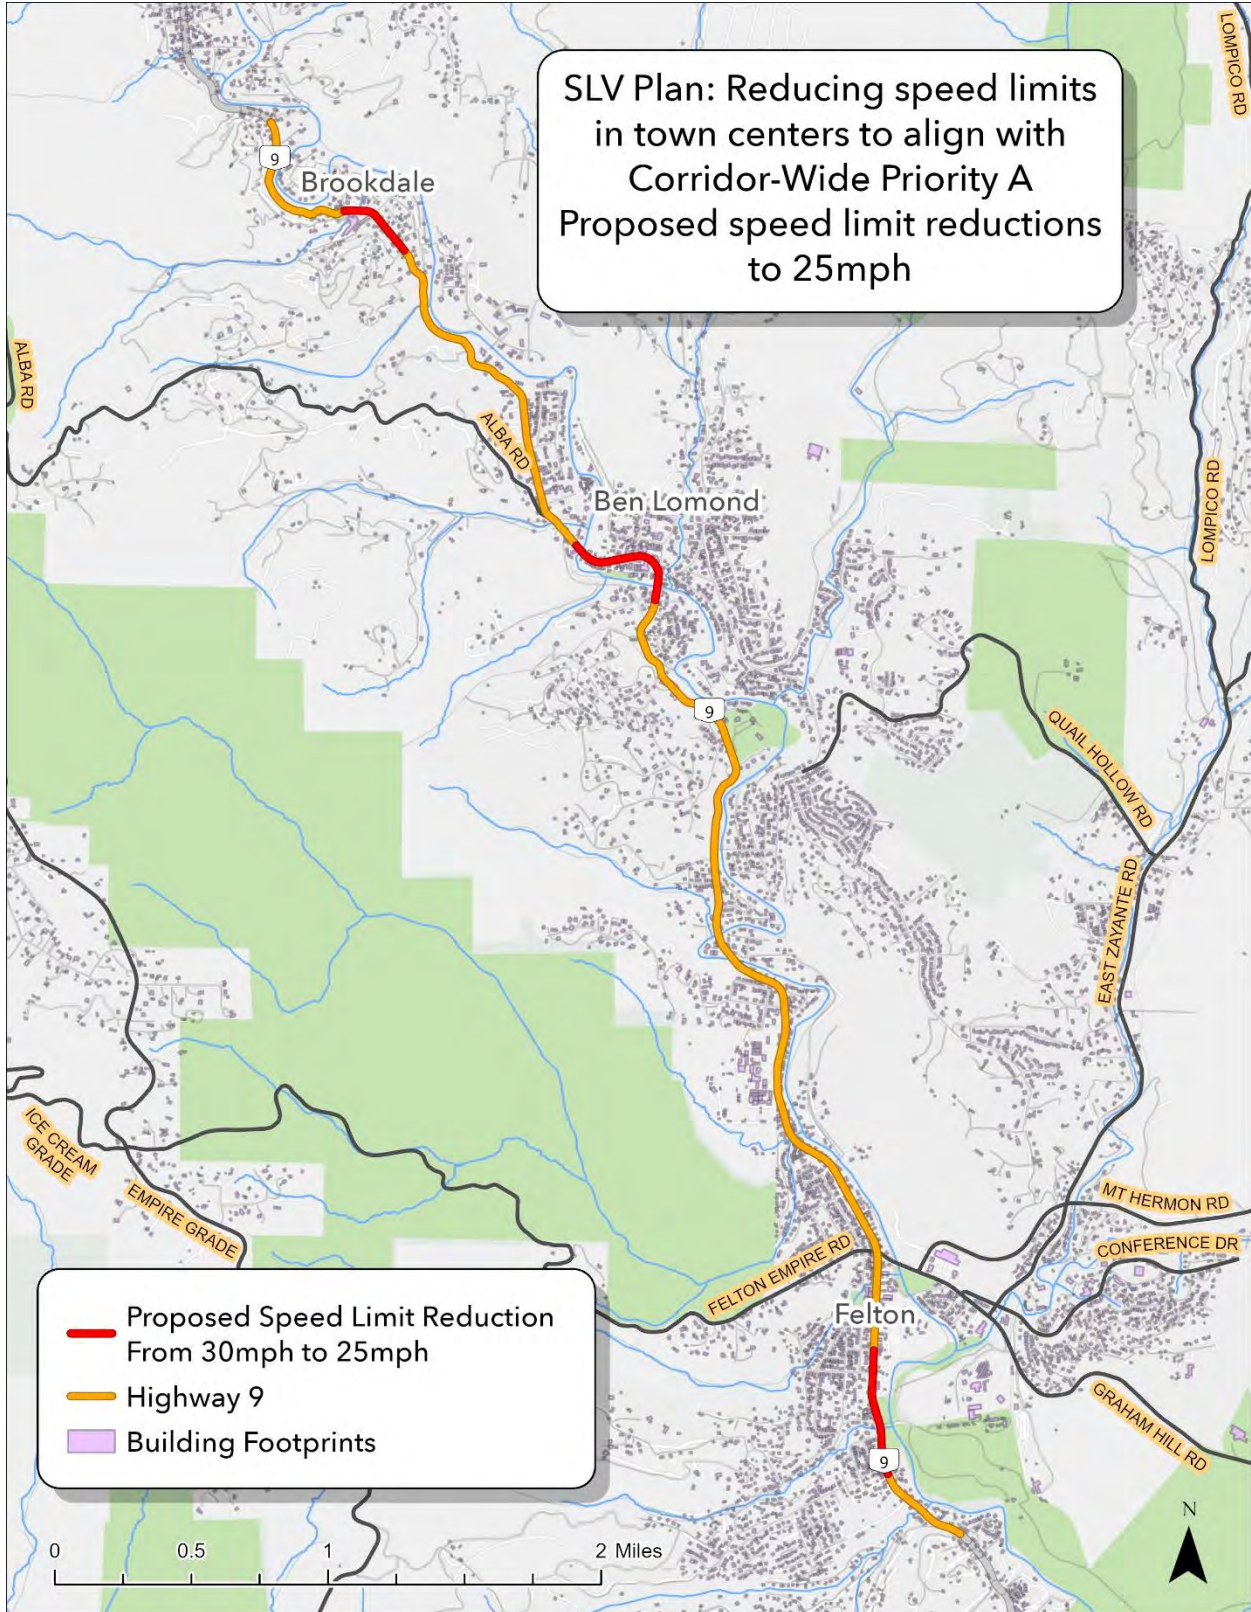 SLV Plan: Reducing speed limits
in town centers to align with
Corridor-Wide Priority A
Proposed speed limit reductions
to 25mph
LOMPICO RD
9
Brookdale
ALBA RD
ALBA RD
Ben Lomond
LOMPICO RD
9
QUAIL HOLLOW RD
EAST ZAYANTE RD
ICE CREAM
GRADE
EMPIRE GRADE
MT HERMON RD
CONFERENCE DR
FELTON EMPIRE RD
Felton
GRAHAM HILL RD
9
Proposed Speed Limit Reduction
From 30mph to 25mph
Highway 9
Building Footprints
0 0.5 1 2 Miles
N